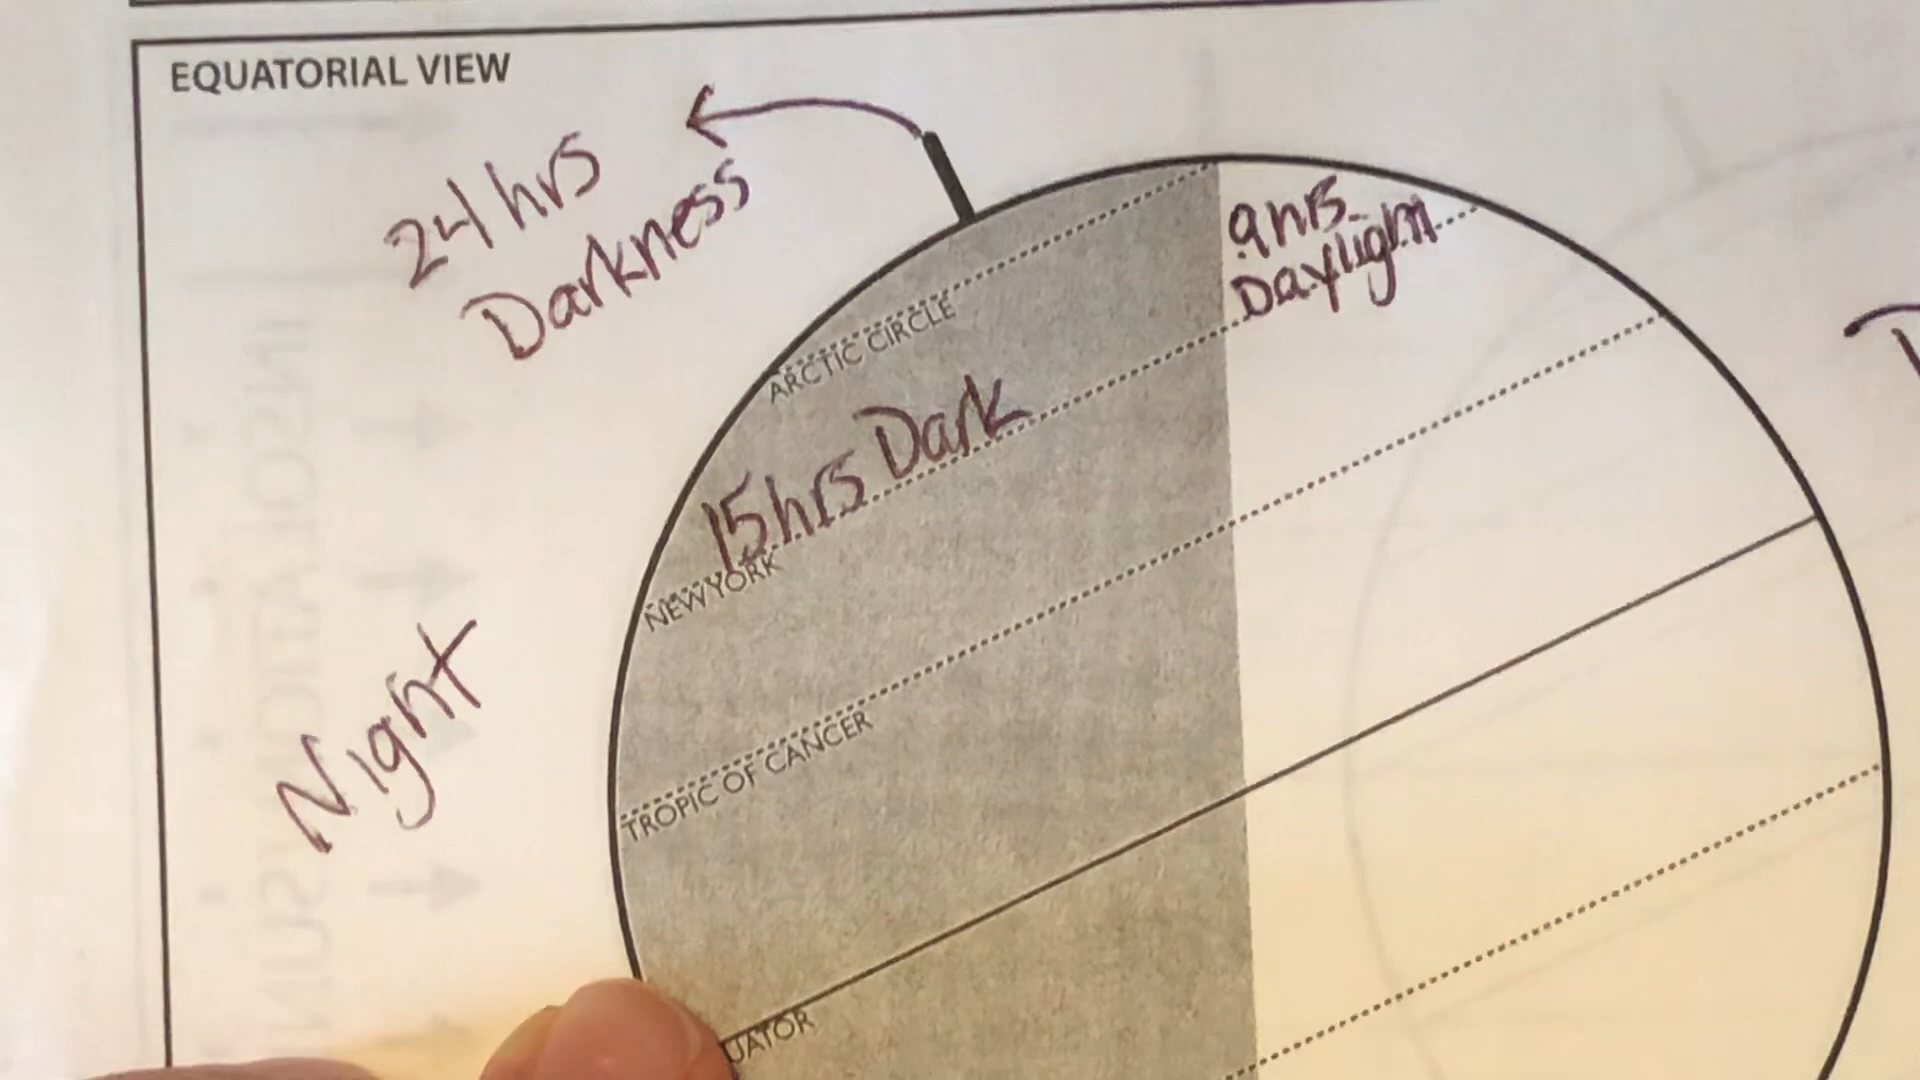 EQUATORIAL VIEW
24 hrs
Darkness
9 hrs
Daylight
ARCTIC CIRCLE
15 hrs Dark
NEW YORK
Night
TROPIC OF CANCER
UATOR